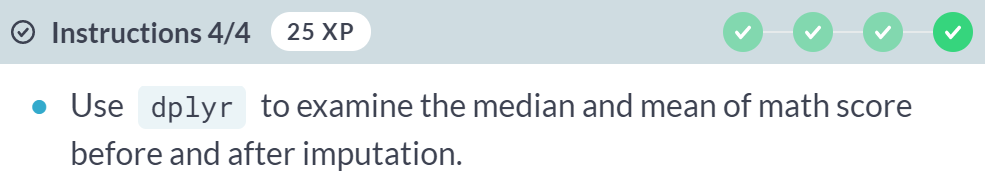 Instructions 4/4 25 XP
Use dplyr to examine the median and mean of math score
before and after imputation.